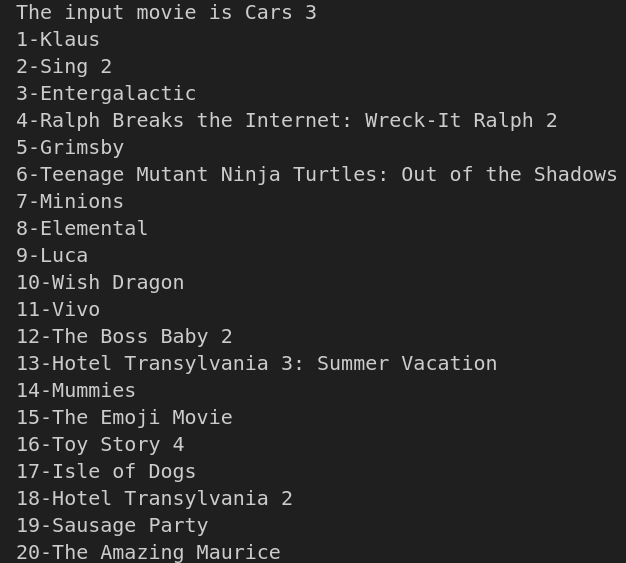 The input movie is Cars 3
1-Klaus
2-Sing 2
3-Entergalactic
4-Ralph Breaks the Internet: Wreck-It Ralph 2
5-Grimsby
6-Teenage Mutant Ninja Turtles: Out of the Shadows
7-Minions
8-Elemental
9-Luca
10-Wish Dragon
11-Vivo
12-The Boss Baby 2
13-Hotel Transylvania 3: Summer Vacation
14-Mummies
15-The Emoji Movie
16-Toy Story 4
17-Isle of Dogs
18-Hotel Transylvania 2
19-Sausage Party
20-The Amazing Maurice